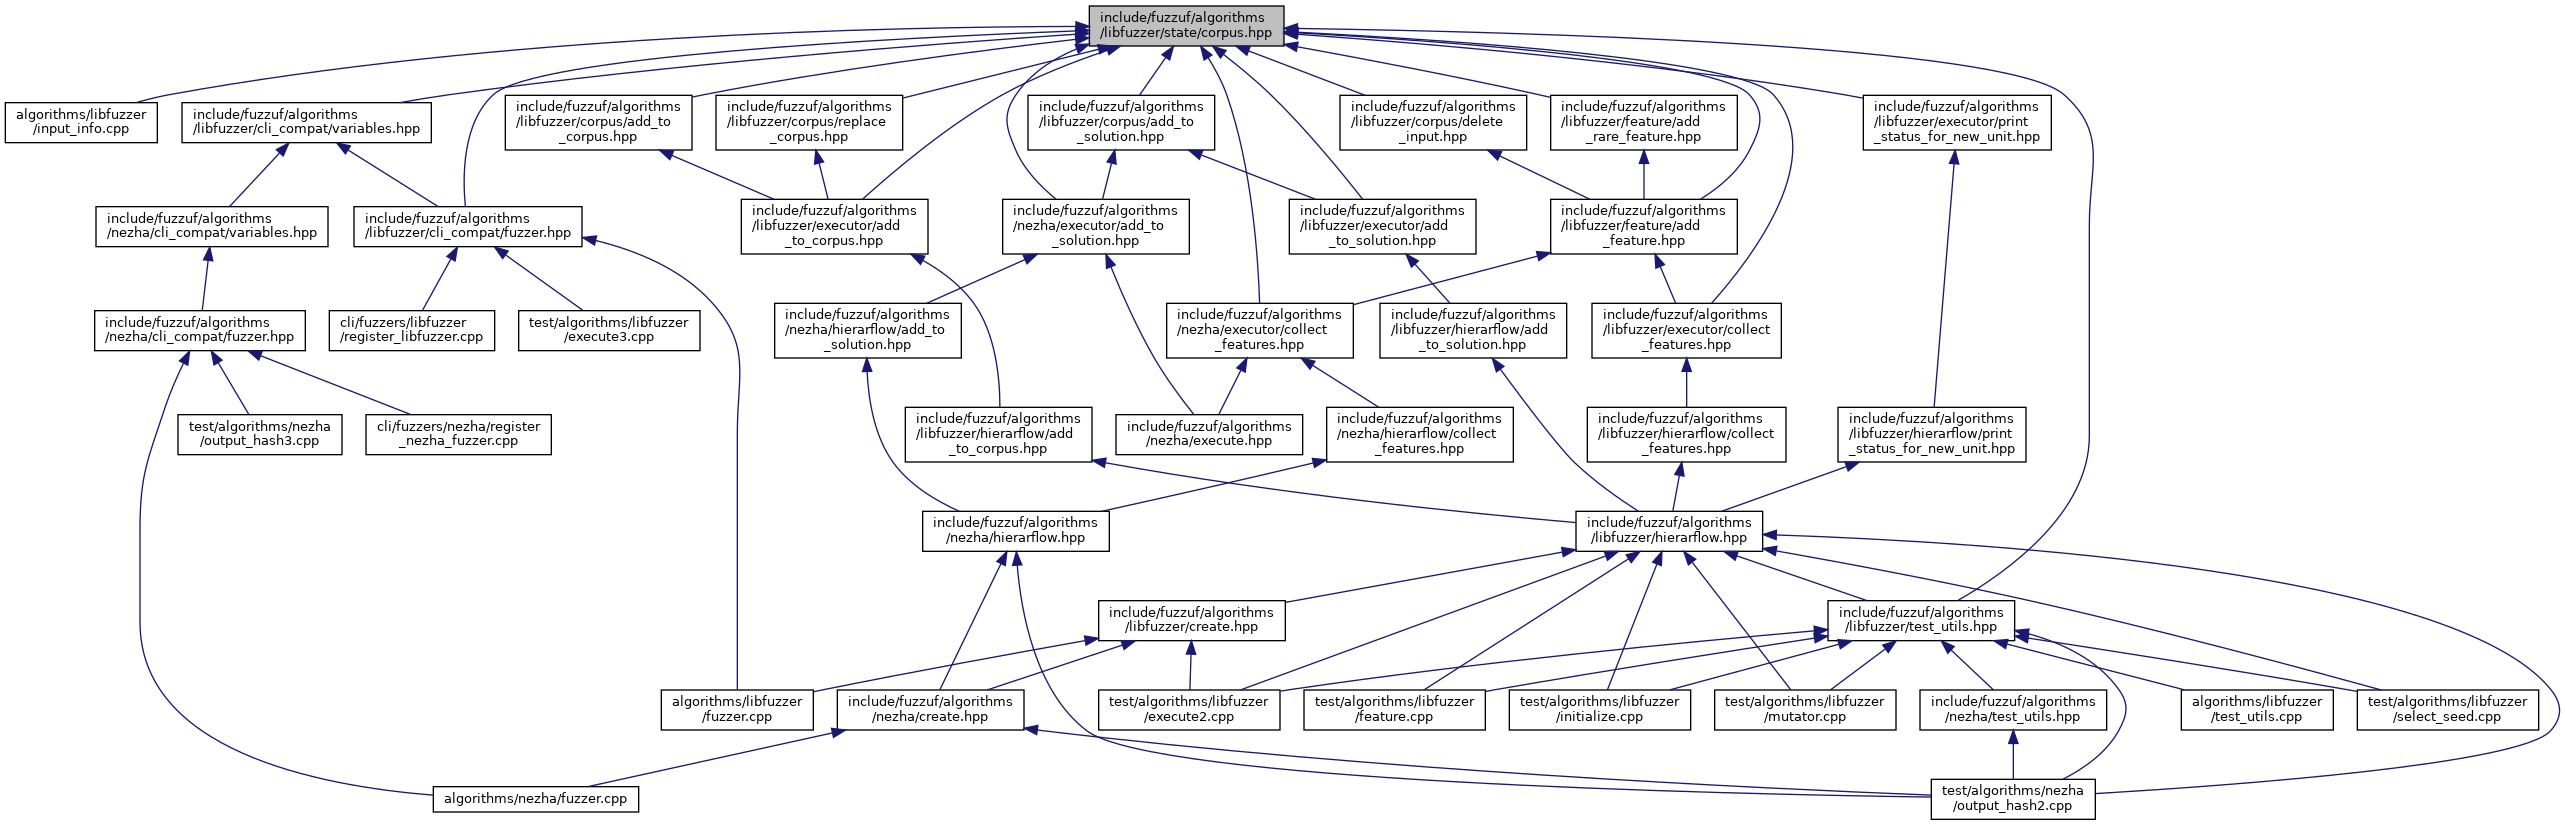 include/fuzzuf/algorithms
/libfuzzer/state/corpus.hpp
algorithms/libfuzzer
/input_info.cpp
include/fuzzuf/algorithms
/libfuzzer/cli_compat/variables.hpp
include/fuzzuf/algorithms
/libfuzzer/corpus/add_to
_corpus.hpp
include/fuzzuf/algorithms
/libfuzzer/corpus/replace
_corpus.hpp
include/fuzzuf/algorithms
/libfuzzer/corpus/add_to
_solution.hpp
include/fuzzuf/algorithms
/libfuzzer/corpus/delete
_input.hpp
include/fuzzuf/algorithms
/libfuzzer/feature/add
_rare_feature.hpp
include/fuzzuf/algorithms
/libfuzzer/executor/print
_status_for_new_unit.hpp
include/fuzzuf/algorithms
/nezha/cli_compat/variables.hpp
include/fuzzuf/algorithms
/libfuzzer/cli_compat/fuzzer.hpp
include/fuzzuf/algorithms
/libfuzzer/executor/add
_to_corpus.hpp
include/fuzzuf/algorithms
/nezha/executor/add_to
_solution.hpp
include/fuzzuf/algorithms
/libfuzzer/executor/add
_to_solution.hpp
include/fuzzuf/algorithms
/libfuzzer/feature/add
_feature.hpp
include/fuzzuf/algorithms
/nezha/cli_compat/fuzzer.hpp
cli/fuzzers/libfuzzer
/register_libfuzzer.cpp
test/algorithms/libfuzzer
/execute3.cpp
include/fuzzuf/algorithms
/nezha/hierarflow/add_to
_solution.hpp
include/fuzzuf/algorithms
/nezha/executor/collect
_features.hpp
include/fuzzuf/algorithms
/libfuzzer/hierarflow/add
_to_solution.hpp
include/fuzzuf/algorithms
/libfuzzer/executor/collect
_features.hpp
test/algorithms/nezha
/output_hash3.cpp
cli/fuzzers/nezha/register
_nezha_fuzzer.cpp
include/fuzzuf/algorithms
/libfuzzer/hierarflow/add
_to_corpus.hpp
include/fuzzuf/algorithms
/nezha/execute.hpp
include/fuzzuf/algorithms
/nezha/hierarflow/collect
_features.hpp
include/fuzzuf/algorithms
/libfuzzer/hierarflow/collect
_features.hpp
include/fuzzuf/algorithms
/libfuzzer/hierarflow/print
_status_for_new_unit.hpp
include/fuzzuf/algorithms
/nezha/hierarflow.hpp
include/fuzzuf/algorithms
/libfuzzer/hierarflow.hpp
include/fuzzuf/algorithms
/libfuzzer/create.hpp
include/fuzzuf/algorithms
/libfuzzer/test_utils.hpp
algorithms/libfuzzer
/fuzzer.cpp
include/fuzzuf/algorithms
/nezha/create.hpp
test/algorithms/libfuzzer
/execute2.cpp
test/algorithms/libfuzzer
/feature.cpp
test/algorithms/libfuzzer
/initialize.cpp
test/algorithms/libfuzzer
/mutator.cpp
include/fuzzuf/algorithms
/nezha/test_utils.hpp
algorithms/libfuzzer
/test_utils.cpp
test/algorithms/libfuzzer
/select_seed.cpp
algorithms/nezha/fuzzer.cpp
test/algorithms/nezha
/output_hash2.cpp